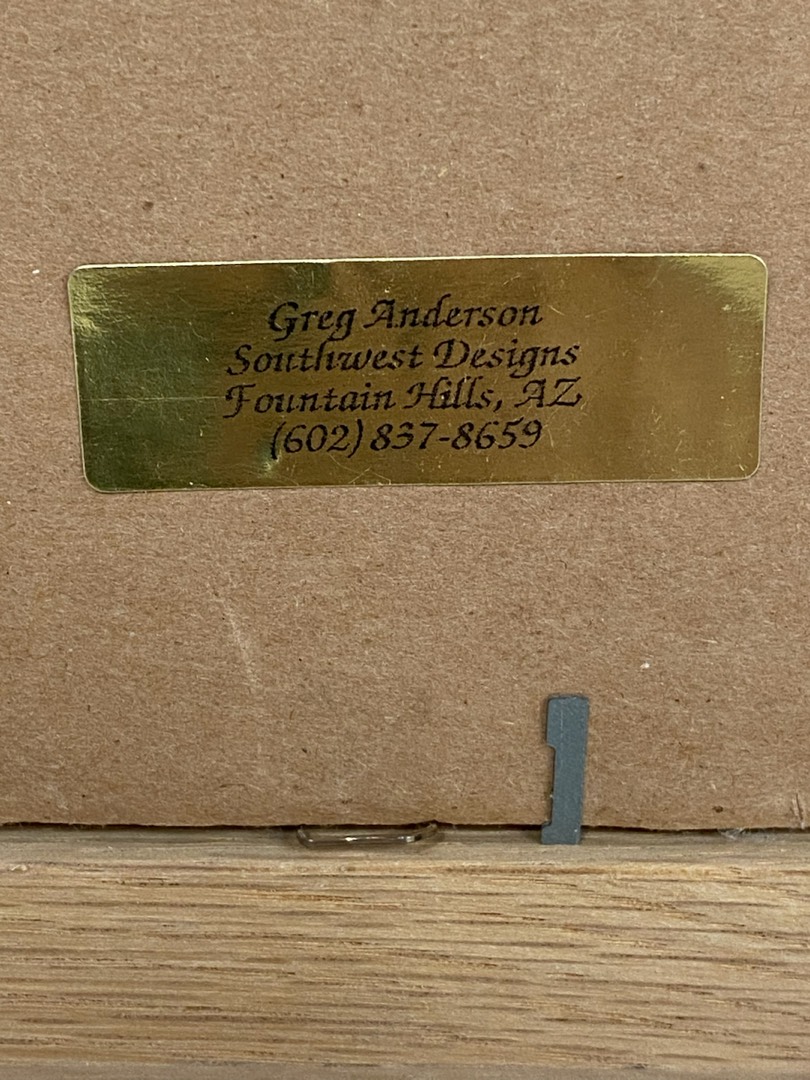 Greg Anderson
Southwest Designs
Fountain Hills, AZ
(602) 837-8659